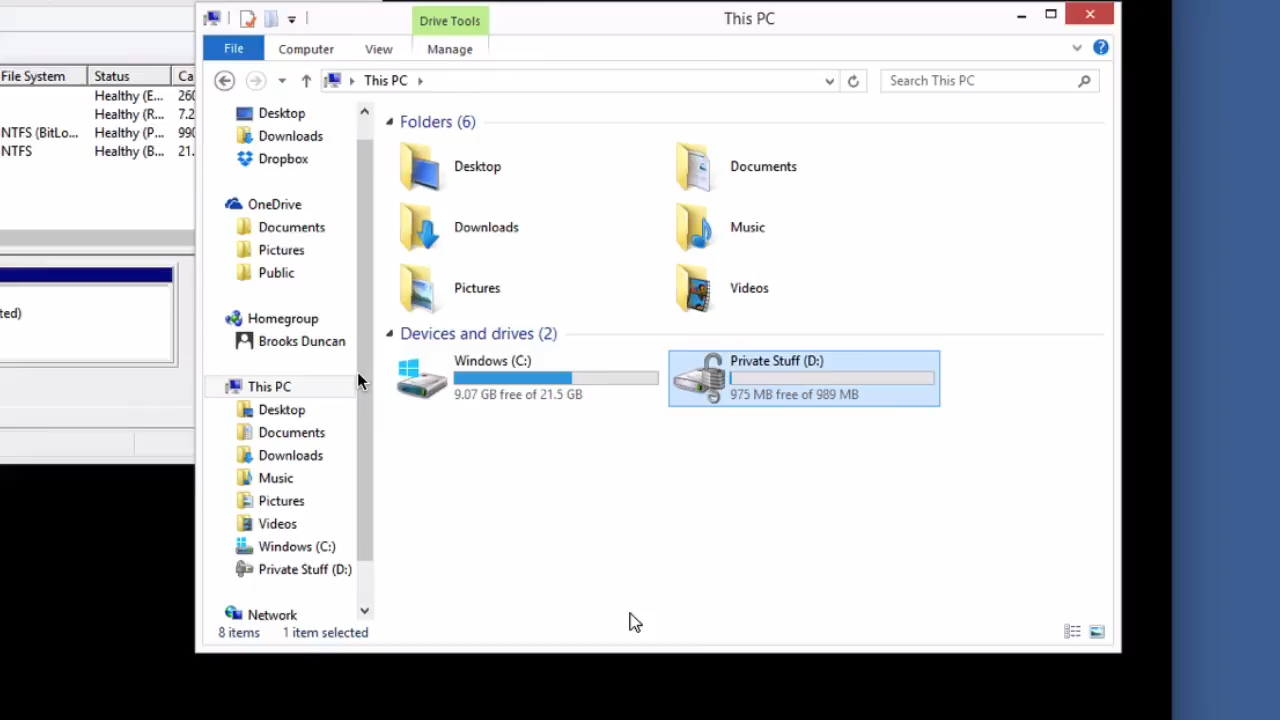 File System Status Ca
Healthy (E... 260
Healthy (R... 7.2
NTFS (BitLo... Healthy (P... 990
NTFS Healthy (B... 21.
ted)
Drive Tools
This PC
File Computer View Manage
This PC
Search This PC
Desktop
Downloads
Dropbox
OneDrive
Documents
Pictures
Public
Homegroup
Brooks Duncan
This PC
Desktop
Documents
Downloads
Music
Pictures
Videos
Windows (C:)
Private Stuff (D:)
Network
Folders (6)
Desktop
Documents
Downloads
Music
Pictures
Videos
Devices and drives (2)
Windows (C:)
9.07 GB free of 21.5 GB
Private Stuff (D:)
975 MB free of 989 MB
8 items 1 item selected